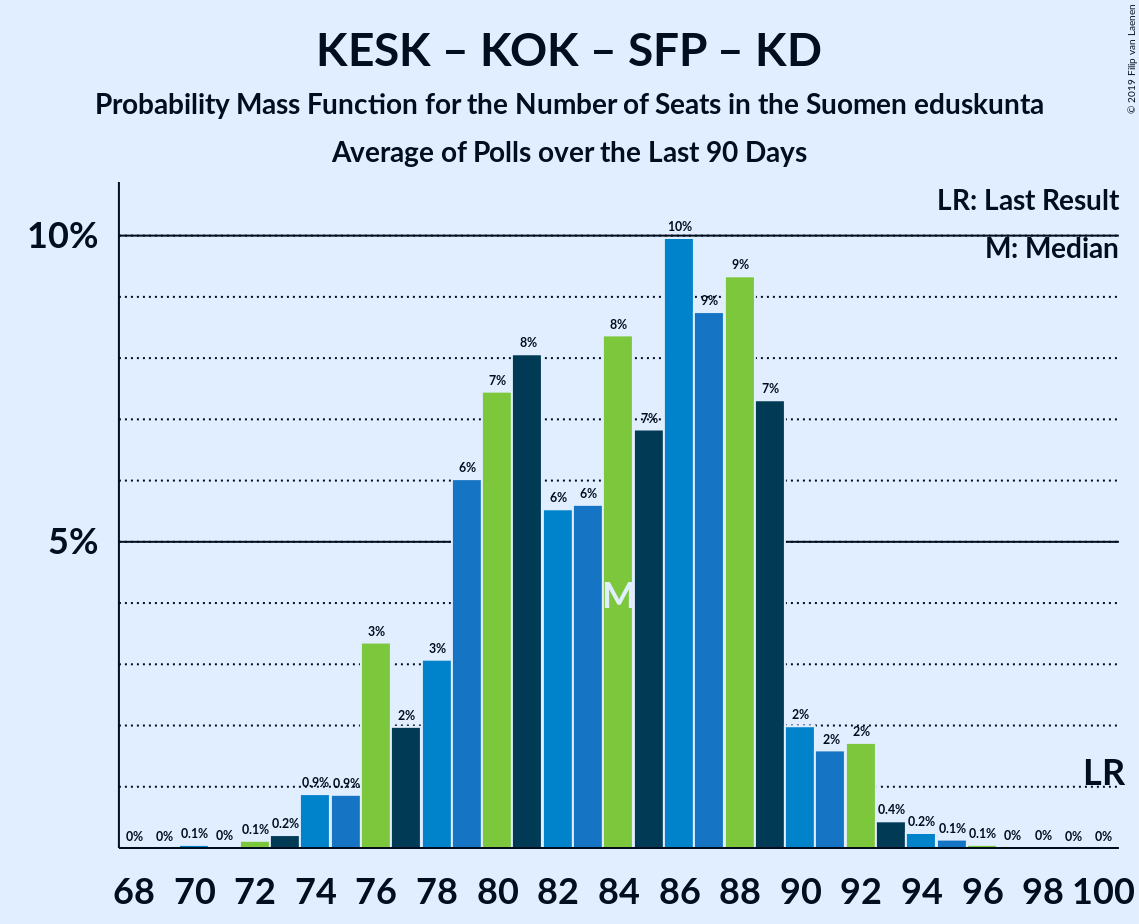 KESK – KOK – SFP – KD
Probability Mass Function for the Number of Seats in the Suomen eduskunta
Average of Polls over the Last 90 Days
© 2019 Filip van Laenen
LR: Last Result
M: Median
10%
5%
0% 0% 0.1% 0% 0.1% 0.2% 0.9% 0.9% 3% 2% 3% 6% 7% 8% 6% 6% 8% 7% 10% 9% 9% 7% 2% 2% 2% 0.4% 0.2% 0.1% 0.1% 0% 0% 0% 0%
M
LR
68 70 72 74 76 78 80 82 84 86 88 90 92 94 96 98 100